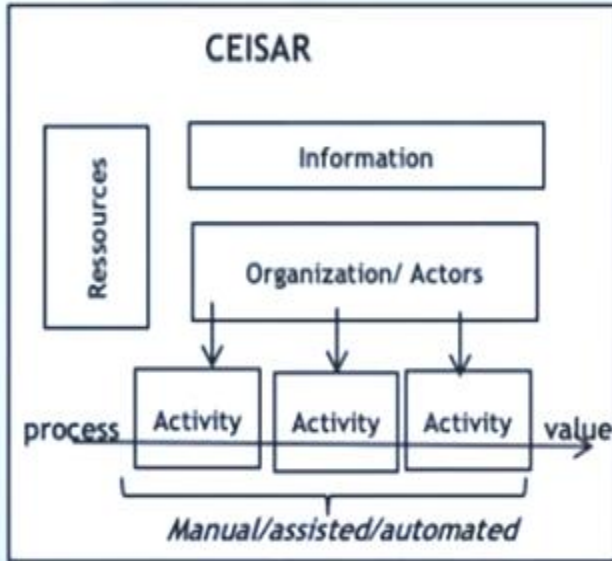 CEISAR
Information
Ressources
Organization/ Actors
Activity
Activity
Activity
process
value
Manual/assisted/automated